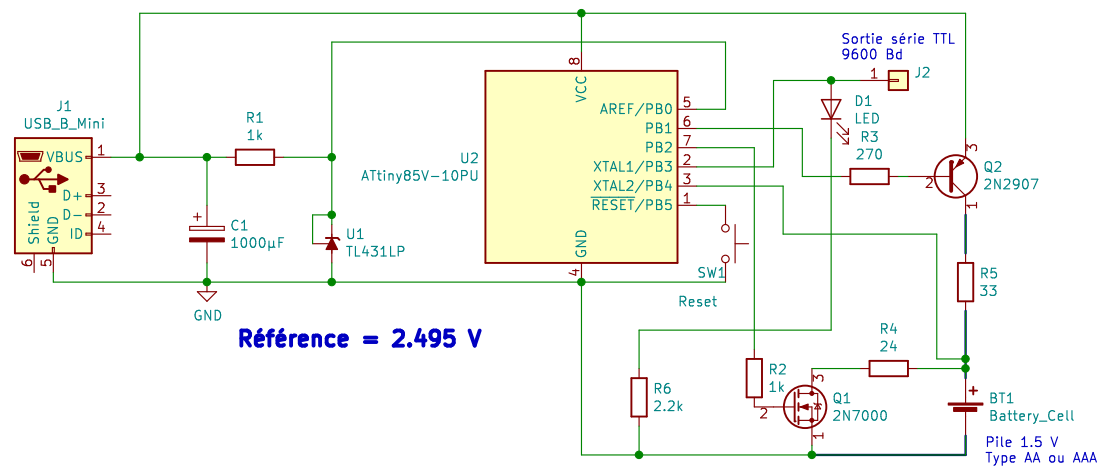 Sortie série TTL
9600 Bd
1
J2
8
VCC
J1
USB_B_Mini
R1
1k
AREF/PB0
5
D1
LED
PB1
6
R3
270
3
VBUS
1
U2
ATtiny85V-10PU
PB2
7
XTAL1/PB3
2
2
Q2
2N2907
D+
3
XTAL2/PB4
3
D-
2
RESET/PB5
1
1
Shield
GND
ID
4
+
C1
1000µF
U1
TL431LP
GND
4
SW1
6
5
R5
33
GND
Reset
Référence = 2.495 V
R4
24
R6
2.2k
R2
1k
3
2
Q1
2N7000
1
+
BT1
Battery_Cell
Pile 1.5 V
Type AA ou AAA